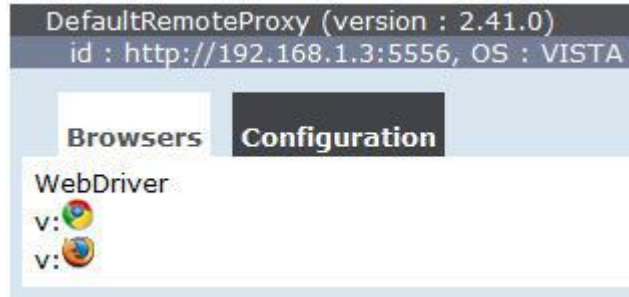 DefaultRemoteProxy (version : 2.41.0)
id : http://192.168.1.3:5556, OS : VISTA
Browsers Configuration
WebDriver
v:
v: